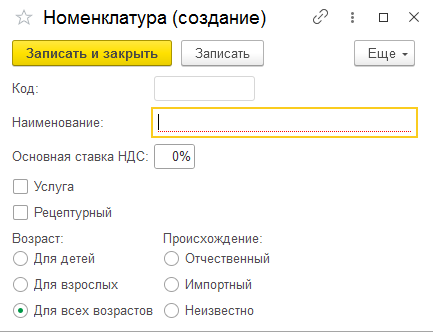 Номенклатура (создание)
Записать и закрыть Записать Еще
Код:
Наименование:
Основная ставка НДС: 0%
Услуга
Рецептурный
Возраст: Происхождение:
Для детей Отчественный
Для взрослых Импортный
Для всех возрастов Неизвестно